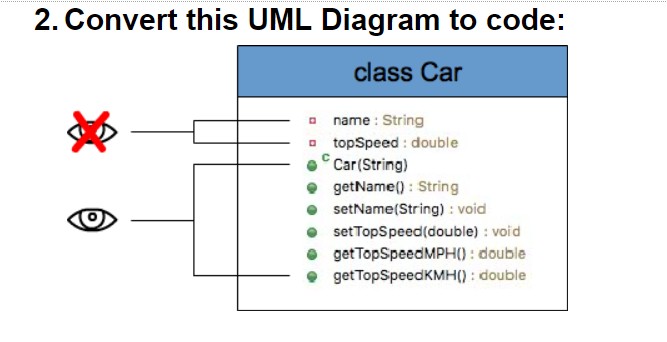 2. Convert this UML Diagram to code:
class Car
name : String
topSpeed : double
C Car(String)
getName() : String
setName(String) : void
setTopSpeed(double) : void
getTopSpeedMPH() : double
getTopSpeedKMH() : double